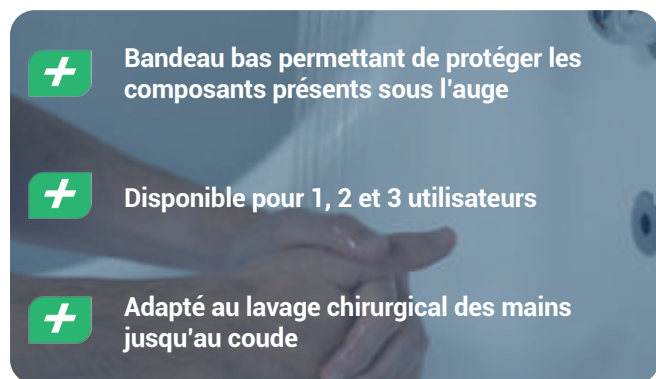 Bandeau bas permettant de protéger les
composants présents sous l'auge
Disponible pour 1, 2 et 3 utilisateurs
Adapté au lavage chirurgical des mains
jusqu'au coude